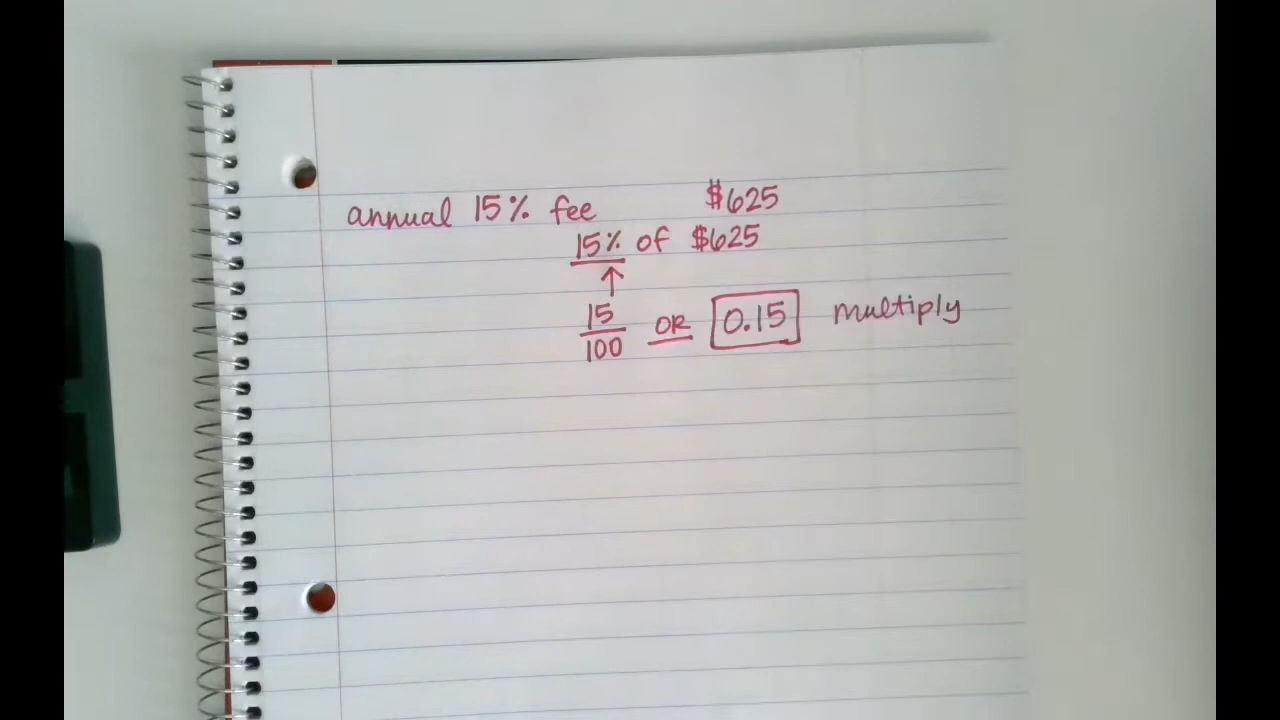 annual 15% fee $625
15% of $625
↑
15/100 OR 0.15 multiply